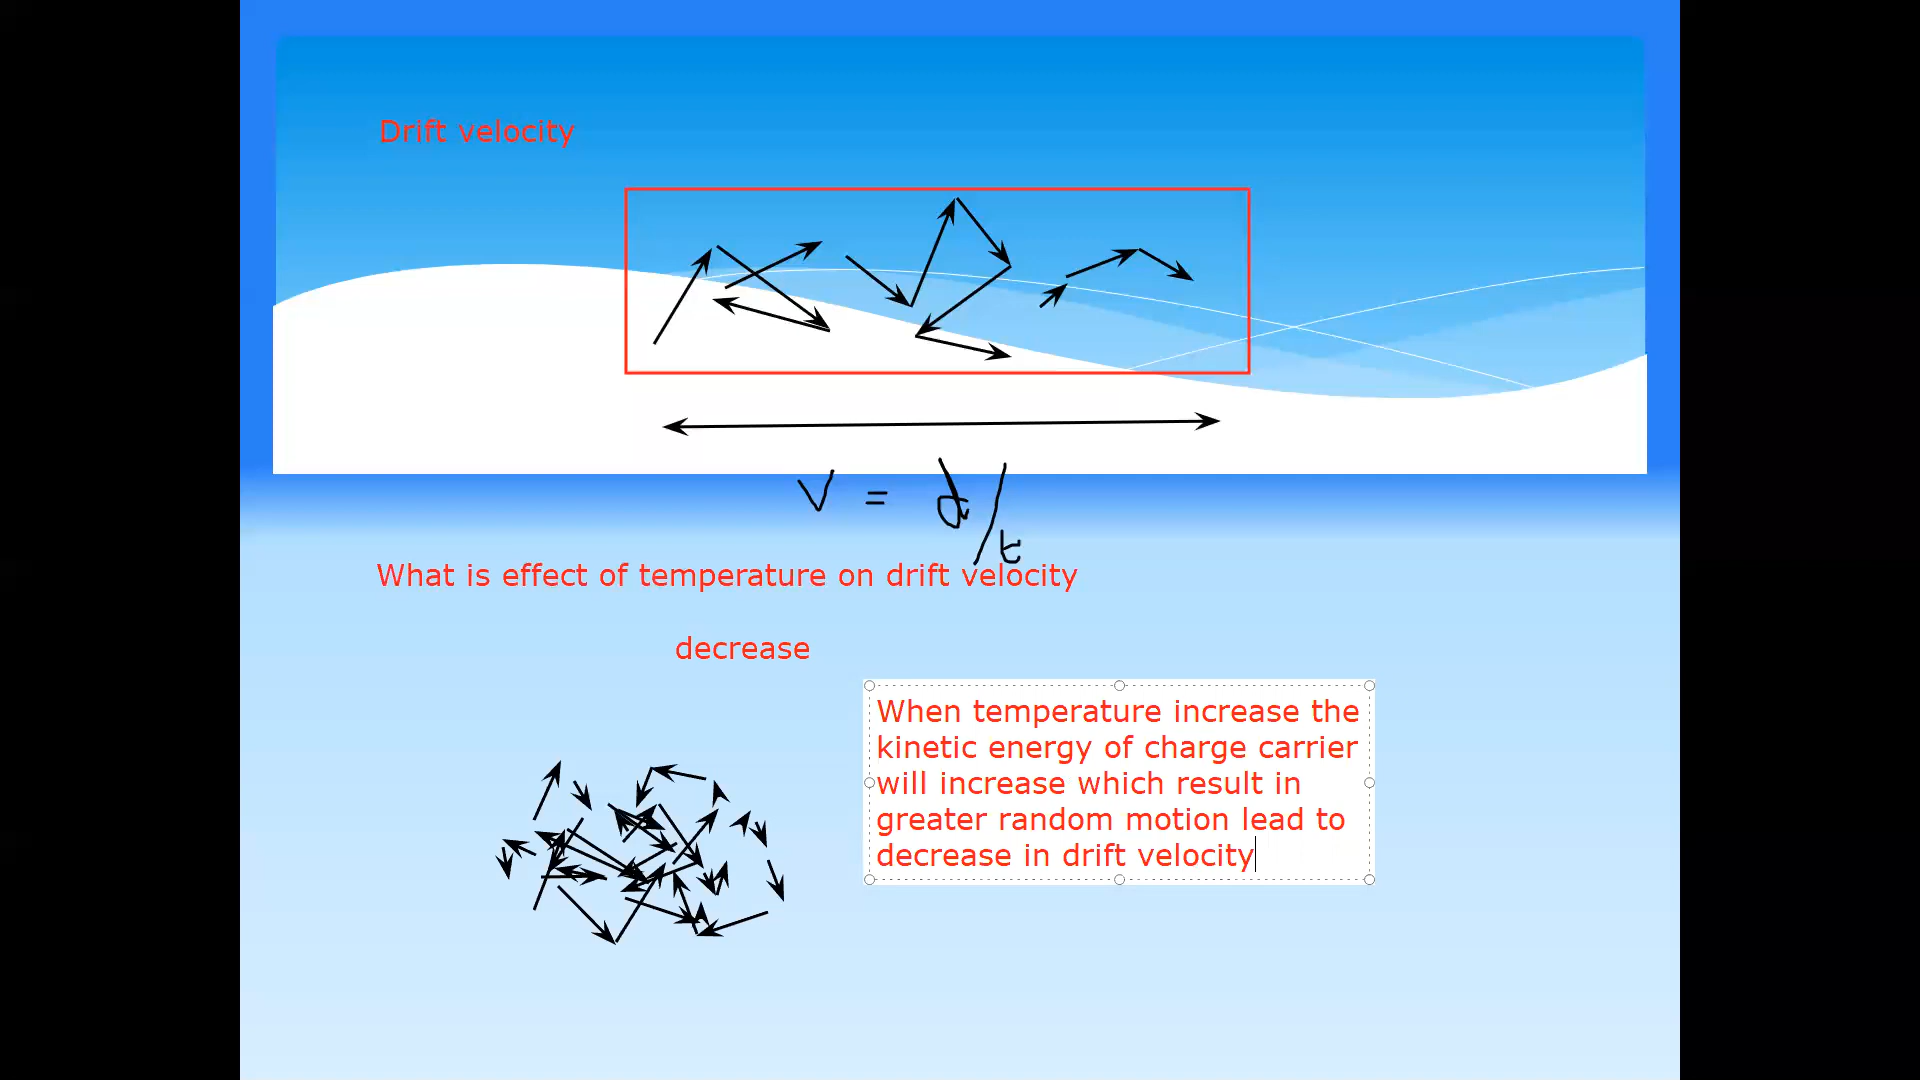 Drift velocity
V = d/t
What is effect of temperature on drift velocity
decrease
When temperature increase the
kinetic energy of charge carrier
will increase which result in
greater random motion lead to
decrease in drift velocity